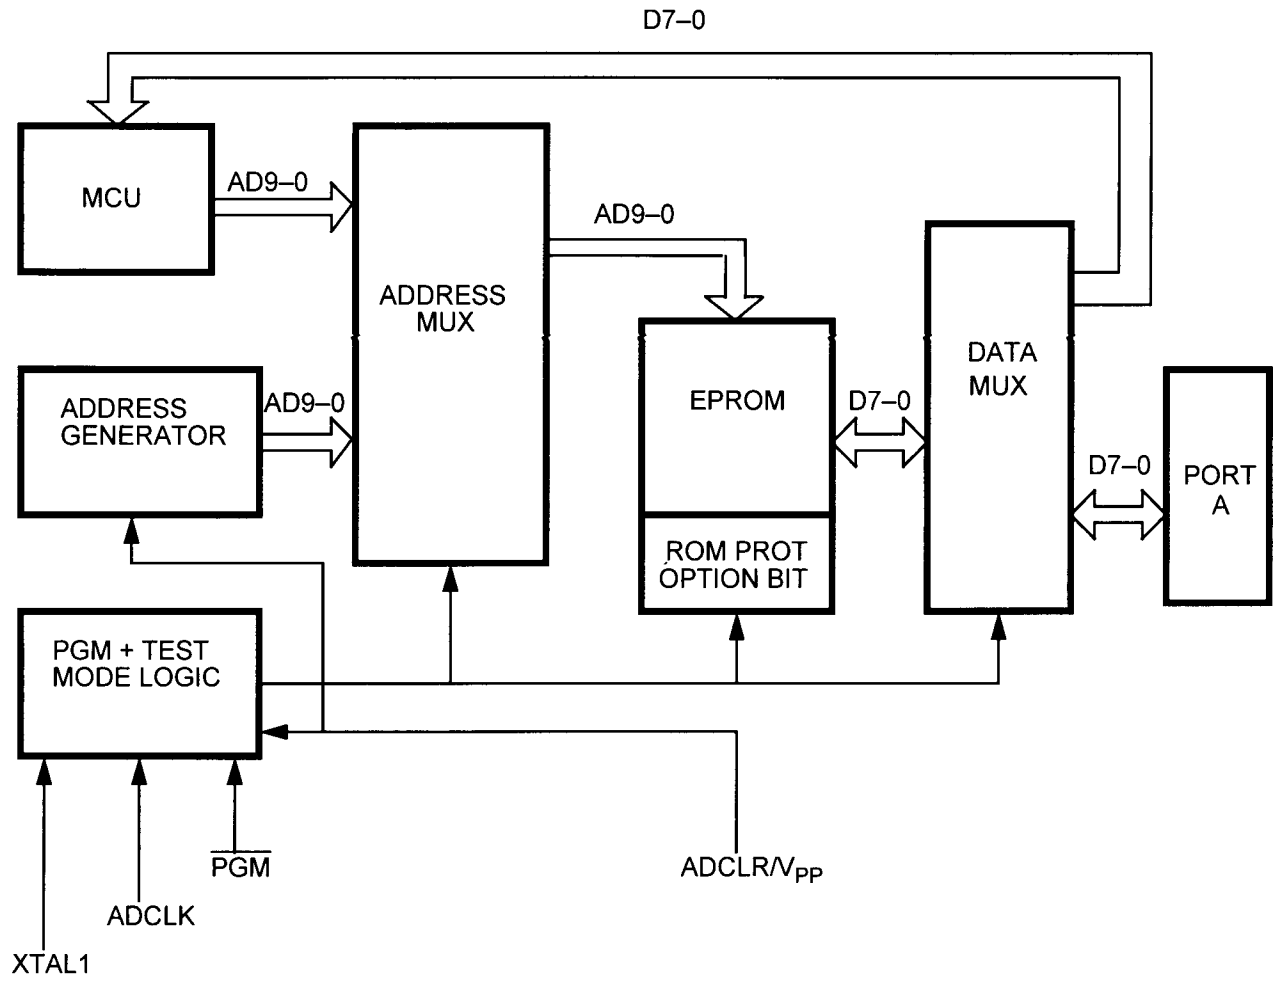 D7–0
MCU
AD9–0
AD9–0
ADDRESS
MUX
ADDRESS
GENERATOR
AD9–0
EPROM
D7–0
DATA
MUX
D7–0
PORT
A
ROM PROT
OPTION BIT
PGM + TEST
MODE LOGIC
PGM
ADCLR/VPP
ADCLK
XTAL1